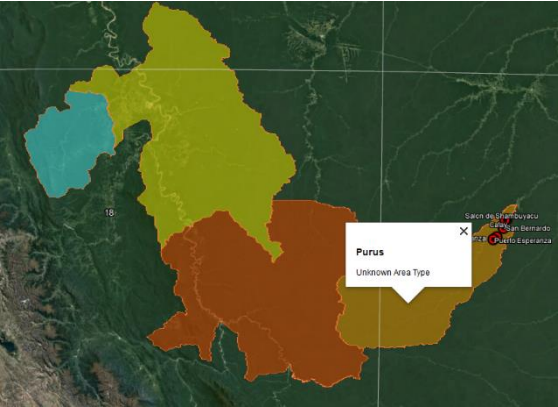 18
Salon de Shambuyacu
San Bernardo
Puerto Esperanza
Purus
Unknown Area Type